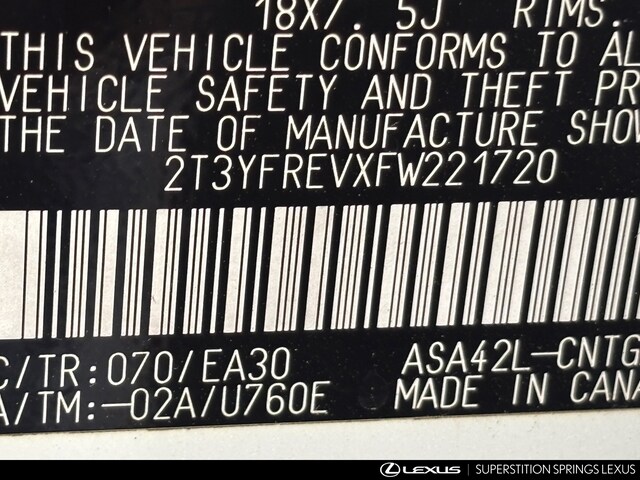 18X7. 5J RIMS.
THIS VEHICLE CONFORMS TO AL
VEHICLE SAFETY AND THEFT PR
THE DATE OF MANUFACTURE SHOW
2T3YFREVXFW221720
C/TR:070/EA30 ASA42L-CNTG
A/TM:-02A/U760E MADE IN CANA
LEXUS | SUPERSTITION SPRINGS LEXUS